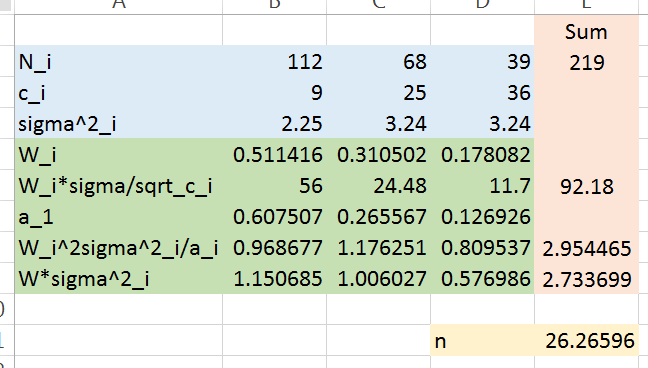 A B C D E
Sum
N_i 112 68 39 219
c_i 9 25 36
sigma^2_i 2.25 3.24 3.24
W_i 0.511416 0.310502 0.178082
W_i*sigma/sqrt_c_i 56 24.48 11.7 92.18
a_1 0.607507 0.265567 0.126926
W_i^2sigma^2_i/a_i 0.968677 1.176251 0.809537 2.954465
W*sigma^2_i 1.150685 1.006027 0.576986 2.733699
n 26.26596